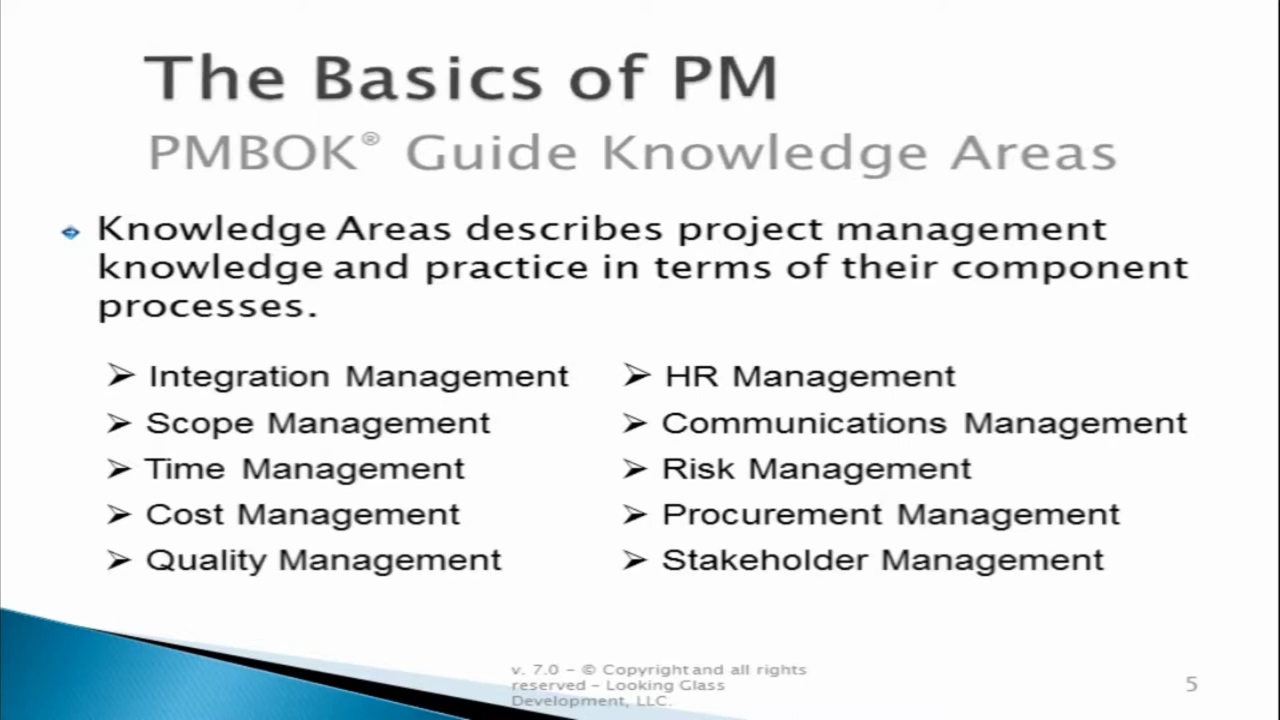 The Basics of PM
PMBOK® Guide Knowledge Areas
Knowledge Areas describes project management
knowledge and practice in terms of their component
processes.
Integration Management
Scope Management
Time Management
Cost Management
Quality Management
HR Management
Communications Management
Risk Management
Procurement Management
Stakeholder Management
v. 7.0 – © Copyright and all rights
reserved – Looking Glass
Development, LLC.
5